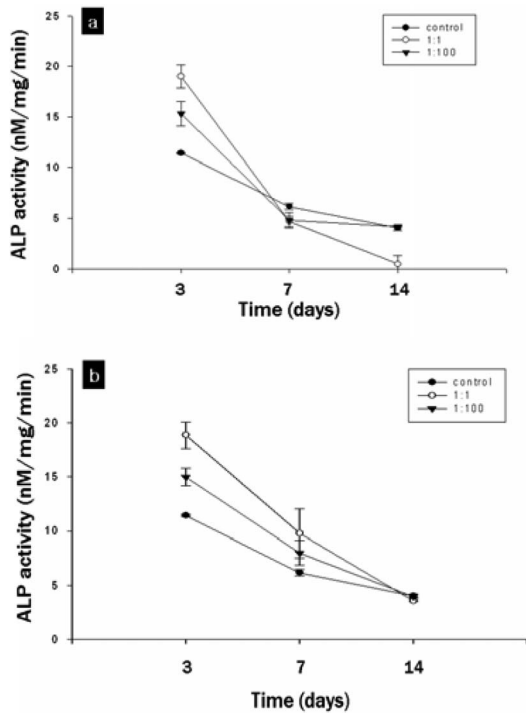 a
control
1:1
1:100
25
20
15
10
5
0
ALP activity (nM/mg/min)
3 7 14
Time (days)
b
control
1:1
1:100
25
20
15
10
5
0
ALP activity (nM/mg/min)
3 7 14
Time (days)